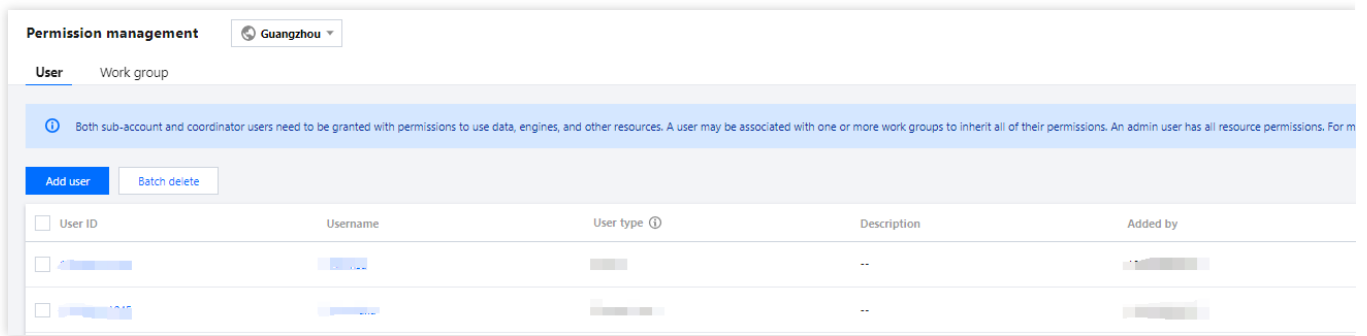 Permission management Guangzhou
User Work group
Both sub-account and coordinator users need to be granted with permissions to use data, engines, and other resources. A user may be associated with one or more work groups to inherit all of their permissions. An admin user has all resource permissions. For m
Add user Batch delete
User ID Username User type Description Added by
--
--